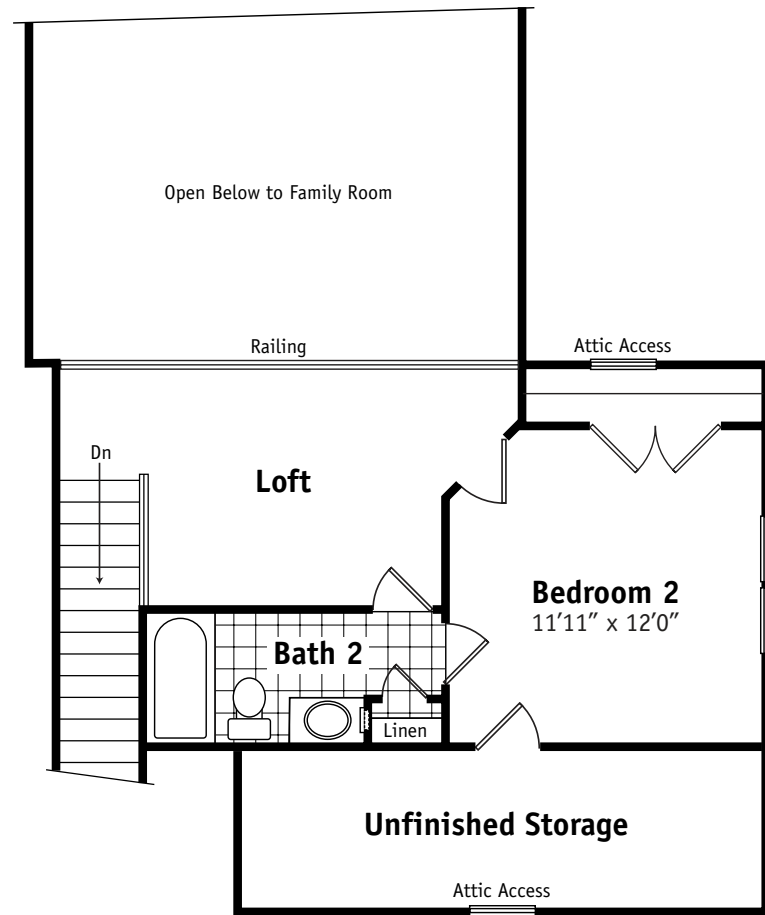 Open Below to Family Room
Railing
Attic Access
Dn
Loft
Bedroom 2
11'11" x 12'0"
Bath 2
Linen
Unfinished Storage
Attic Access